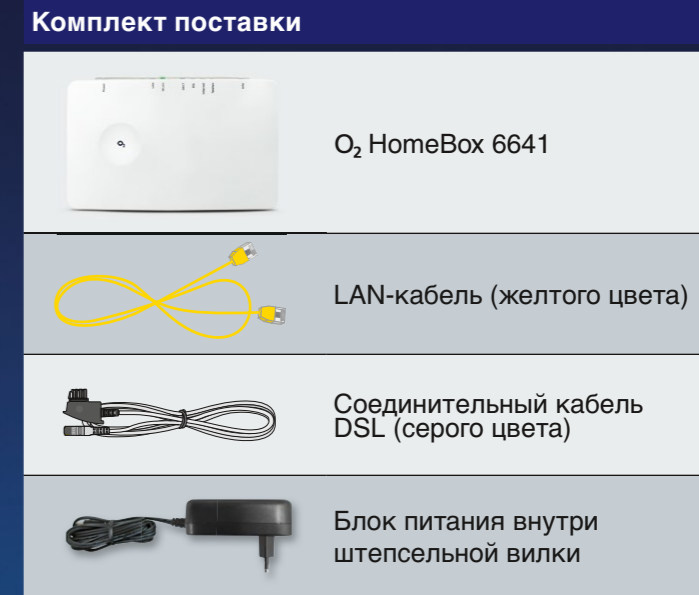 Комплект поставки
O₂
O₂ HomeBox 6641
LAN-кабель (желтого цвета)
Соединительный кабель
DSL (серого цвета)
Блок питания внутри
штепсельной вилки